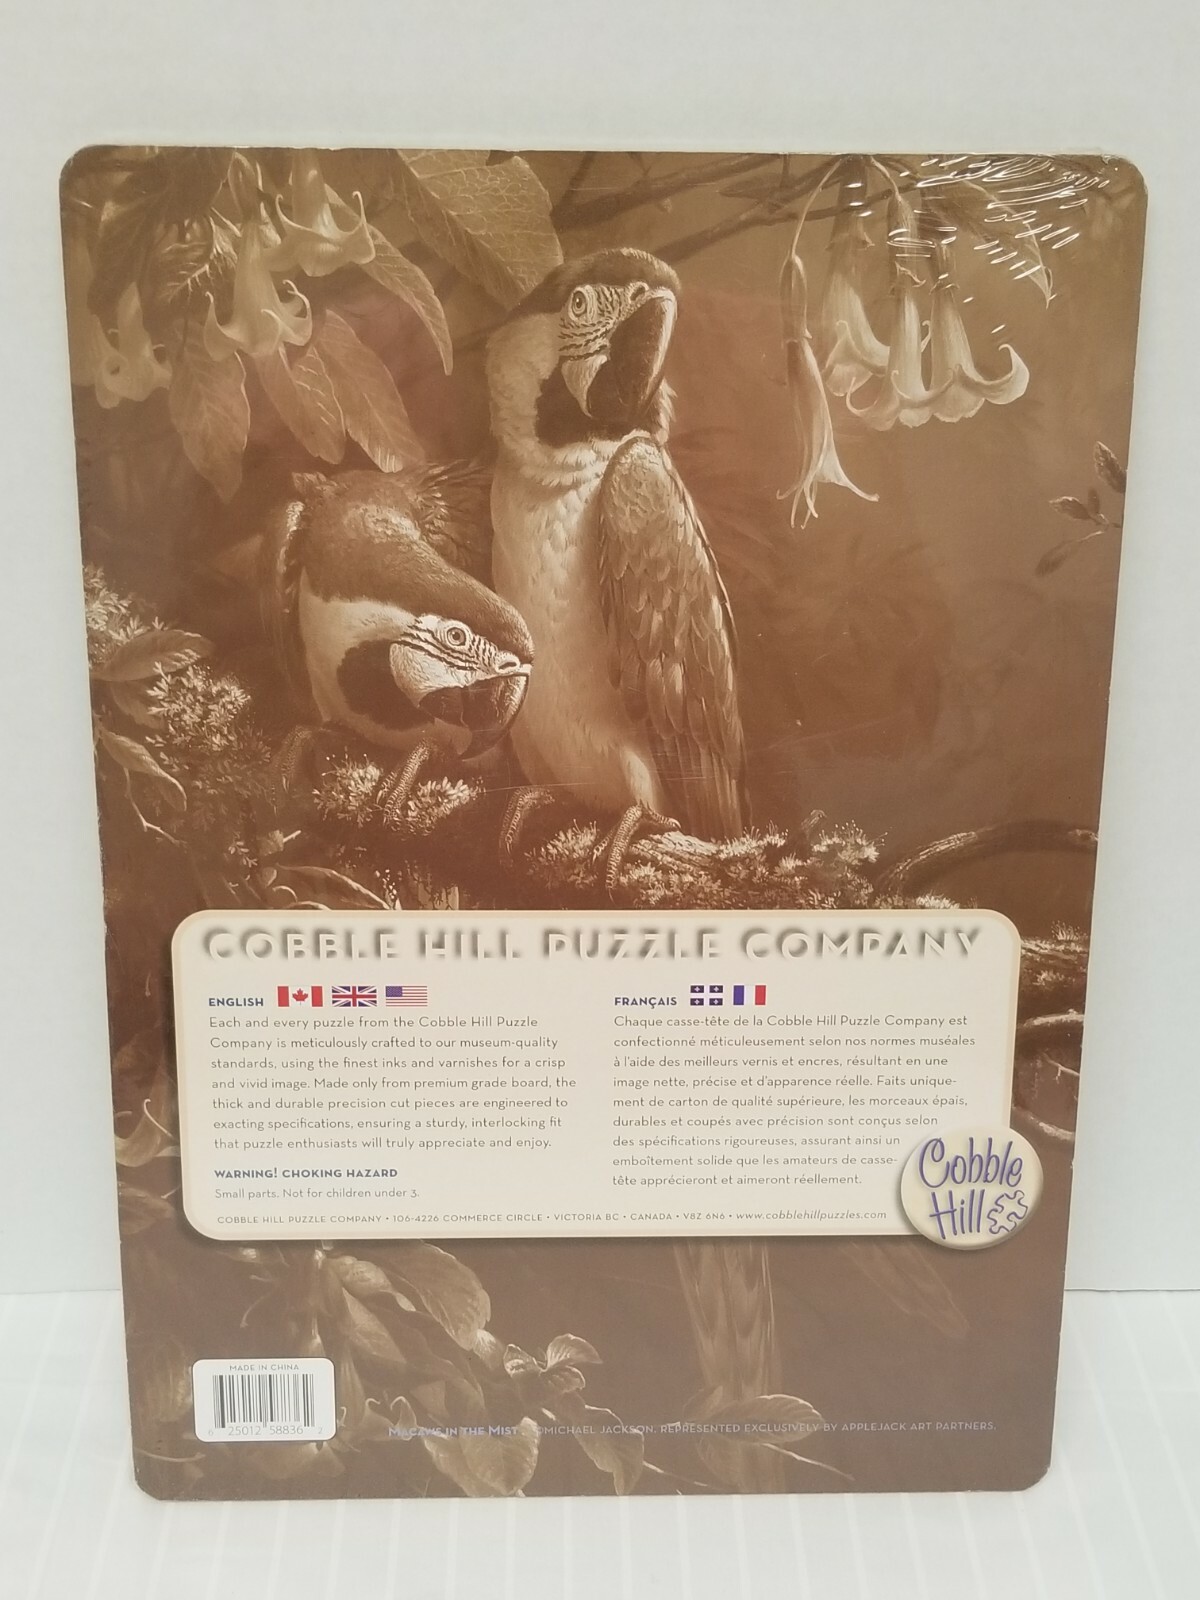 COBBLE HILL PUZZLE COMPANY
ENGLISH
Each and every puzzle from the Cobble Hill Puzzle
Company is meticulously crafted to our museum-quality
standards, using the finest inks and varnishes for a crisp
and vivid image. Made only from premium grade board, the
thick and durable precision cut pieces are engineered to
exacting specifications, ensuring a sturdy, interlocking fit
that puzzle enthusiasts will truly appreciate and enjoy.
WARNING! CHOKING HAZARD
Small parts. Not for children under 3.
FRANÇAIS
Chaque casse-tête de la Cobble Hill Puzzle Company est
confectionné méticuleusement selon nos normes muséales
à l'aide des meilleurs vernis et encres, résultant en une
image nette, précise et d'apparence réelle. Faits unique-
ment de carton de qualité supérieure, les morceaux épais,
durables et coupés avec précision sont conçus selon
des spécifications rigoureuses, assurant ainsi un
emboîtement solide que les amateurs de casse-
tête apprécieront et aimeront réellement.
COBBLE HILL PUZZLE COMPANY • 106-4226 COMMERCE CIRCLE • VICTORIA BC • CANADA • V8Z 6N6 • www.cobblehillpuzzles.com
Cobble
Hill
MADE IN CHINA
6 25012 58836 2
MACAWS IN THE MIST ©MICHAEL JACKSON. REPRESENTED EXCLUSIVELY BY APPLEJACK ART PARTNERS.